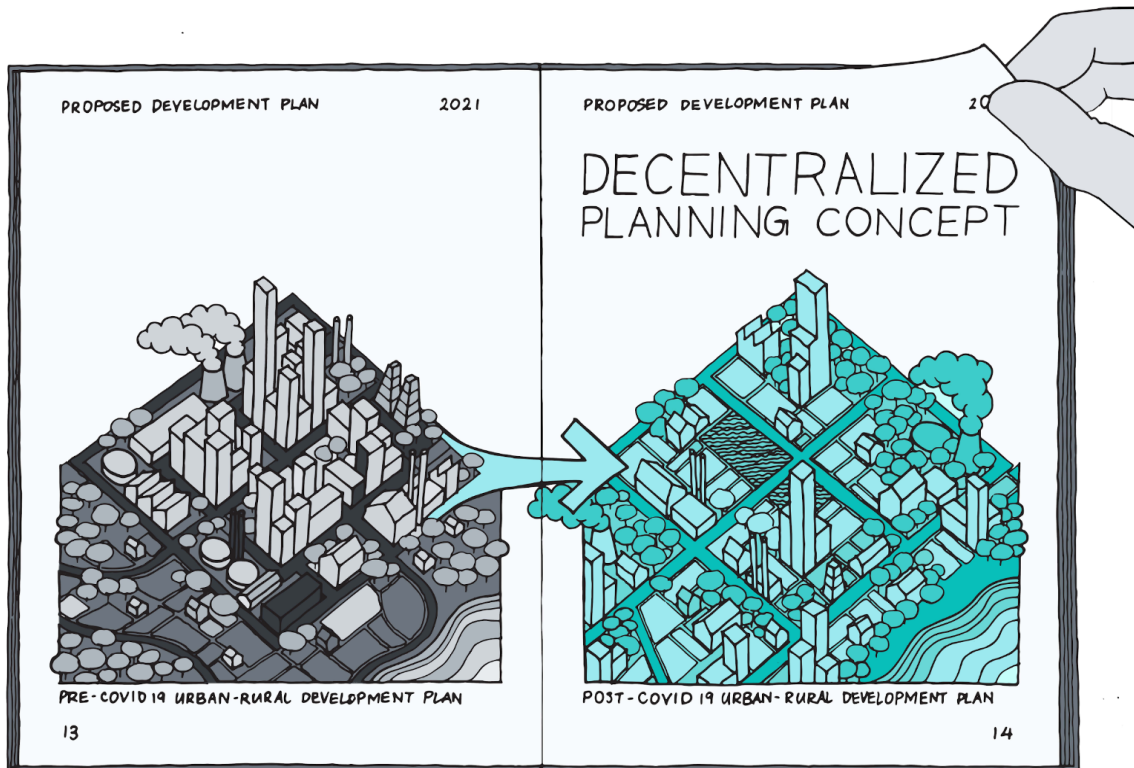 PROPOSED DEVELOPMENT PLAN 2021
PRE-COVID 19 URBAN-RURAL DEVELOPMENT PLAN
13
PROPOSED DEVELOPMENT PLAN
DECENTRALIZED
PLANNING CONCEPT
POST-COVID 19 URBAN-RURAL DEVELOPMENT PLAN
14